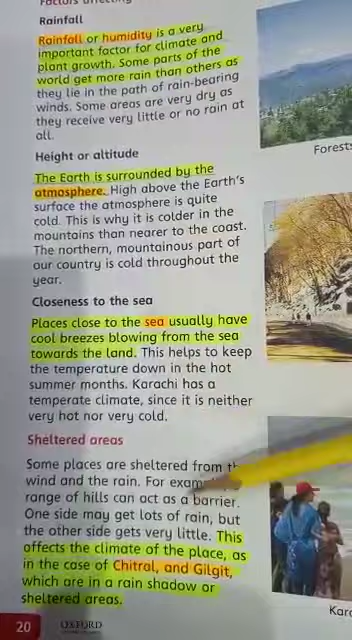 Factors affecting
Rainfall
Rainfall or humidity is a very
important factor for climate and
plant growth. Some parts of the
world get more rain than others as
they lie in the path of rain-bearing
winds. Some areas are very dry as
they receive very little or no rain at
all.
Forests
Height or altitude
The Earth is surrounded by the
atmosphere. High above the Earth's
surface the atmosphere is quite
cold. This is why it is colder in the
mountains than nearer to the coast.
The northern, mountainous part of
our country is cold throughout the
year.
Closeness to the sea
Places close to the sea usually have
cool breezes blowing from the sea
towards the land. This helps to keep
the temperature down in the hot
summer months. Karachi has a
temperate climate, since it is neither
very hot nor very cold.
Sheltered areas
Some places are sheltered from th
wind and the rain. For exam
range of hills can act as a barrier.
One side may get lots of rain, but
the other side gets very little. This
affects the climate of the place, as
in the case of Chitral, and Gilgit,
which are in a rain shadow or
sheltered areas.
Kara
20
OXFORD